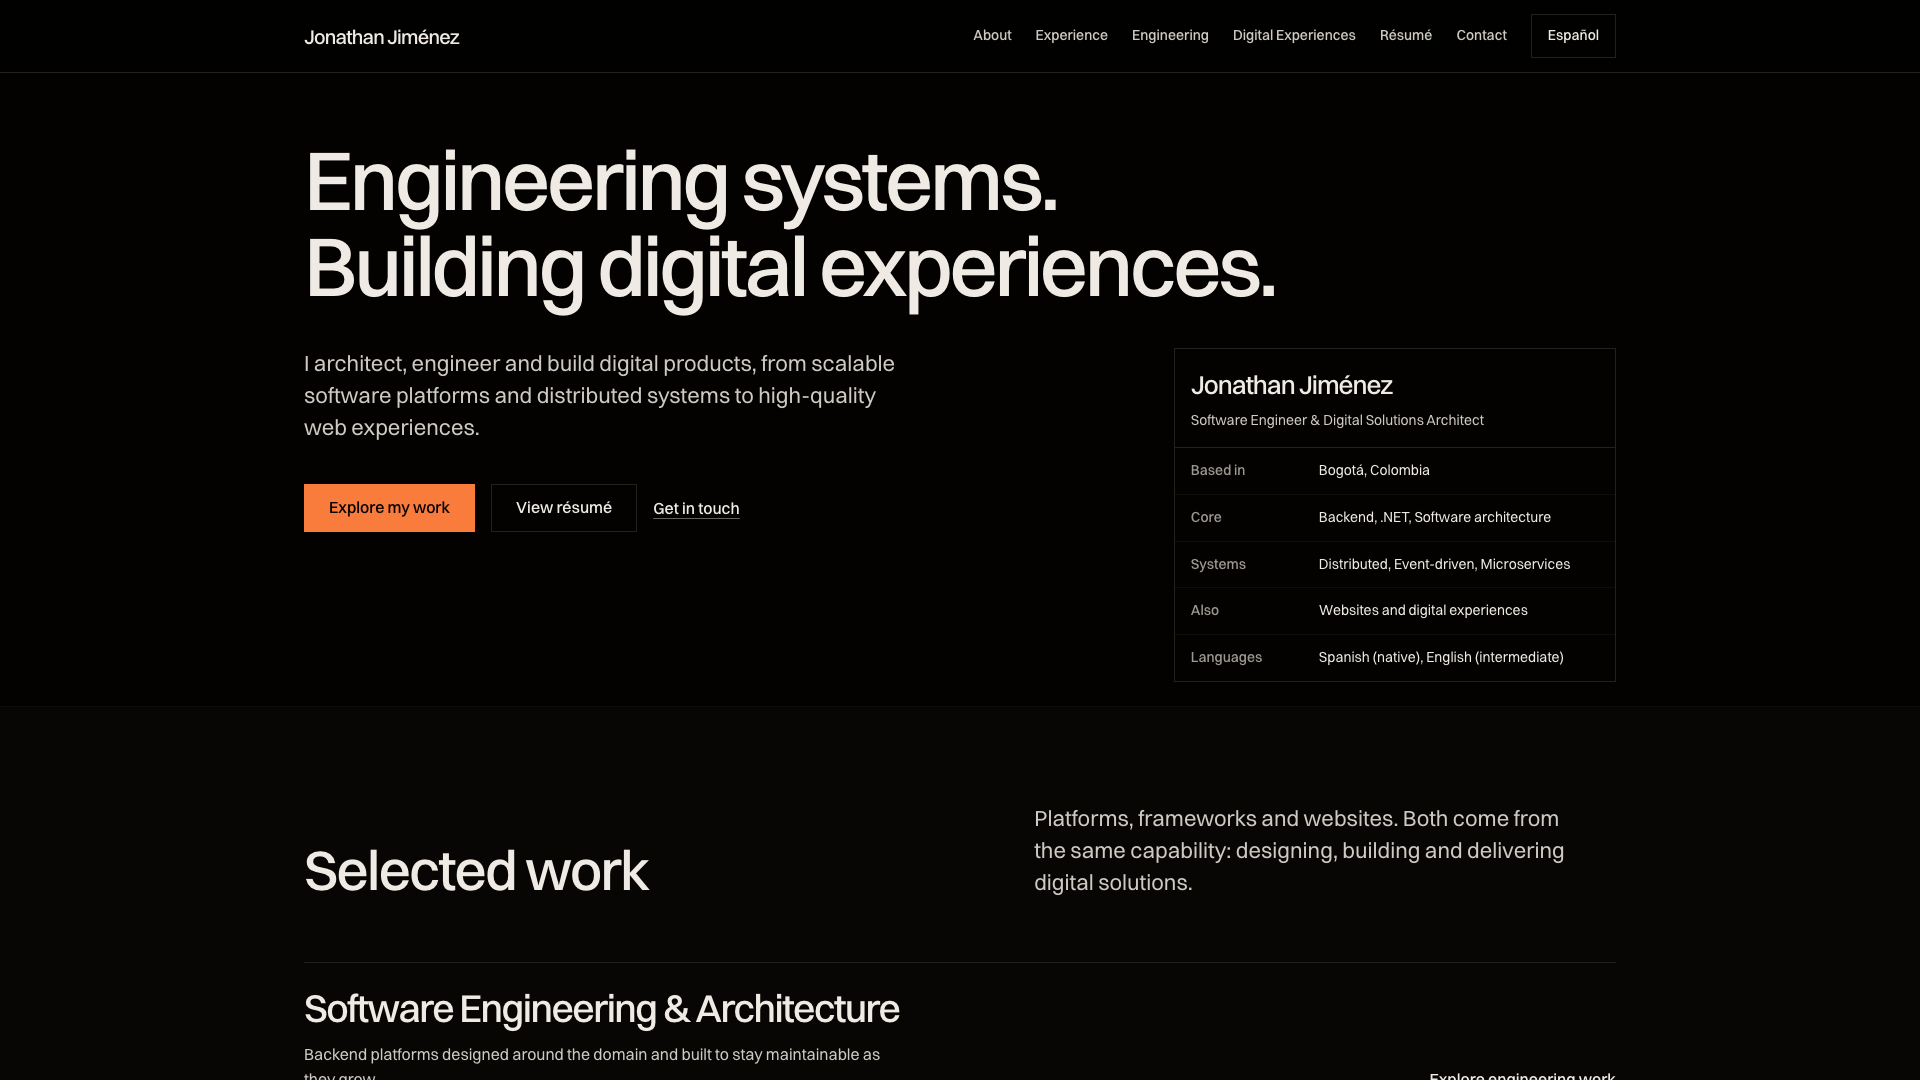 Jonathan Jiménez
About
Experience
Engineering
Digital Experiences
Résumé
Contact
Español
Engineering systems.
Building digital experiences.
I architect, engineer and build digital products, from scalable
software platforms and distributed systems to high-quality
web experiences.
Explore my work
View résumé
Get in touch
Jonathan Jiménez
Software Engineer & Digital Solutions Architect
Based in
Bogotá, Colombia
Core
Backend, .NET, Software architecture
Systems
Distributed, Event-driven, Microservices
Also
Websites and digital experiences
Languages
Spanish (native), English (intermediate)
Selected work
Platforms, frameworks and websites. Both come from
the same capability: designing, building and delivering
digital solutions.
Software Engineering & Architecture
Backend platforms designed around the domain and built to stay maintainable as
they grow.
Explore engineering work